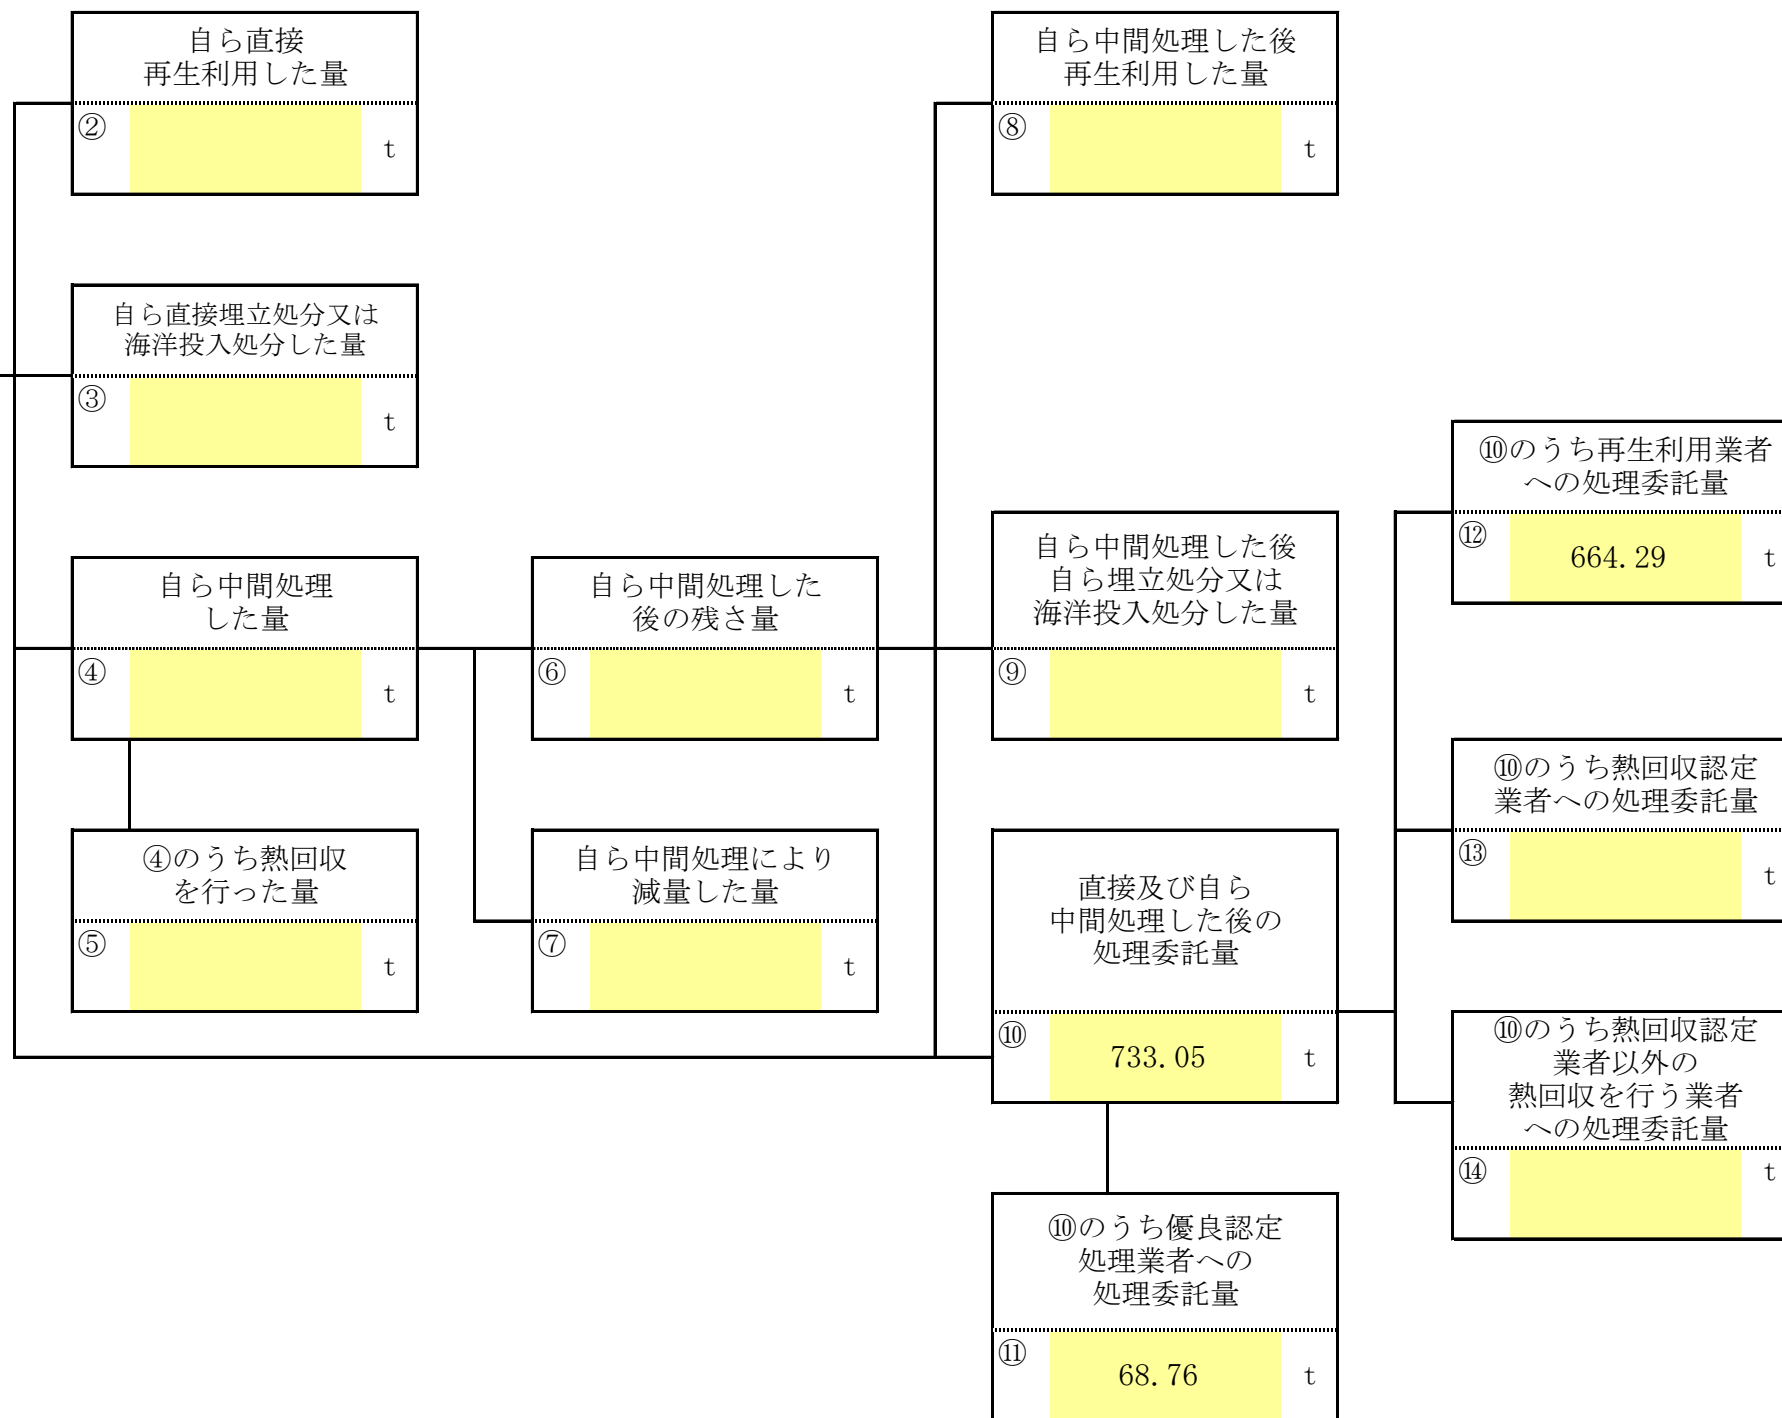 自ら直接
再生利用した量
②
t
自ら直接埋立処分又は
海洋投入処分した量
③
t
自ら中間処理
した量
④
t
④のうち熱回収
を行った量
⑤
t
自ら中間処理した
後の残さ量
⑥
t
自ら中間処理により
減量した量
⑦
t
自ら中間処理した後
再生利用した量
⑧
t
自ら中間処理した後
自ら埋立処分又は
海洋投入処分した量
⑨
t
直接及び自ら
中間処理した後の
処理委託量
⑩ 733.05 t
⑩のうち優良認定
処理業者への
処理委託量
⑪ 68.76 t
⑩のうち再生利用業者
への処理委託量
⑫ 664.29 t
⑩のうち熱回収認定
業者への処理委託量
⑬
t
⑩のうち熱回収認定
業者以外の
熱回収を行う業者
への処理委託量
⑭
t